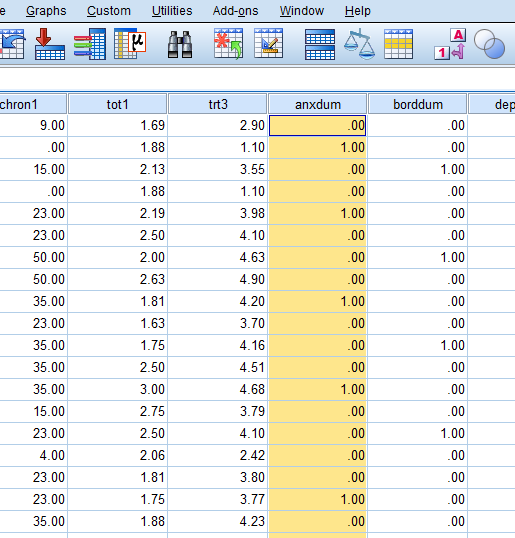 e Graphs Custom Utilities Add-ons Window Help
μ A 1
chron1 tot1 trt3 anxdum borddum dep
9.00 1.69 2.90 .00 .00
.00 1.88 1.10 1.00 .00
15.00 2.13 3.55 .00 1.00
.00 1.88 1.10 .00 .00
23.00 2.19 3.98 1.00 .00
23.00 2.50 4.10 .00 .00
50.00 2.00 4.63 .00 1.00
50.00 2.63 4.90 .00 .00
35.00 1.81 4.20 1.00 .00
23.00 1.63 3.70 .00 .00
35.00 1.75 4.16 .00 1.00
35.00 2.50 4.51 .00 .00
35.00 3.00 4.68 1.00 .00
15.00 2.75 3.79 .00 .00
23.00 2.50 4.10 .00 1.00
4.00 2.06 2.42 .00 .00
23.00 1.81 3.80 .00 .00
23.00 1.75 3.77 1.00 .00
35.00 1.88 4.23 .00 .00